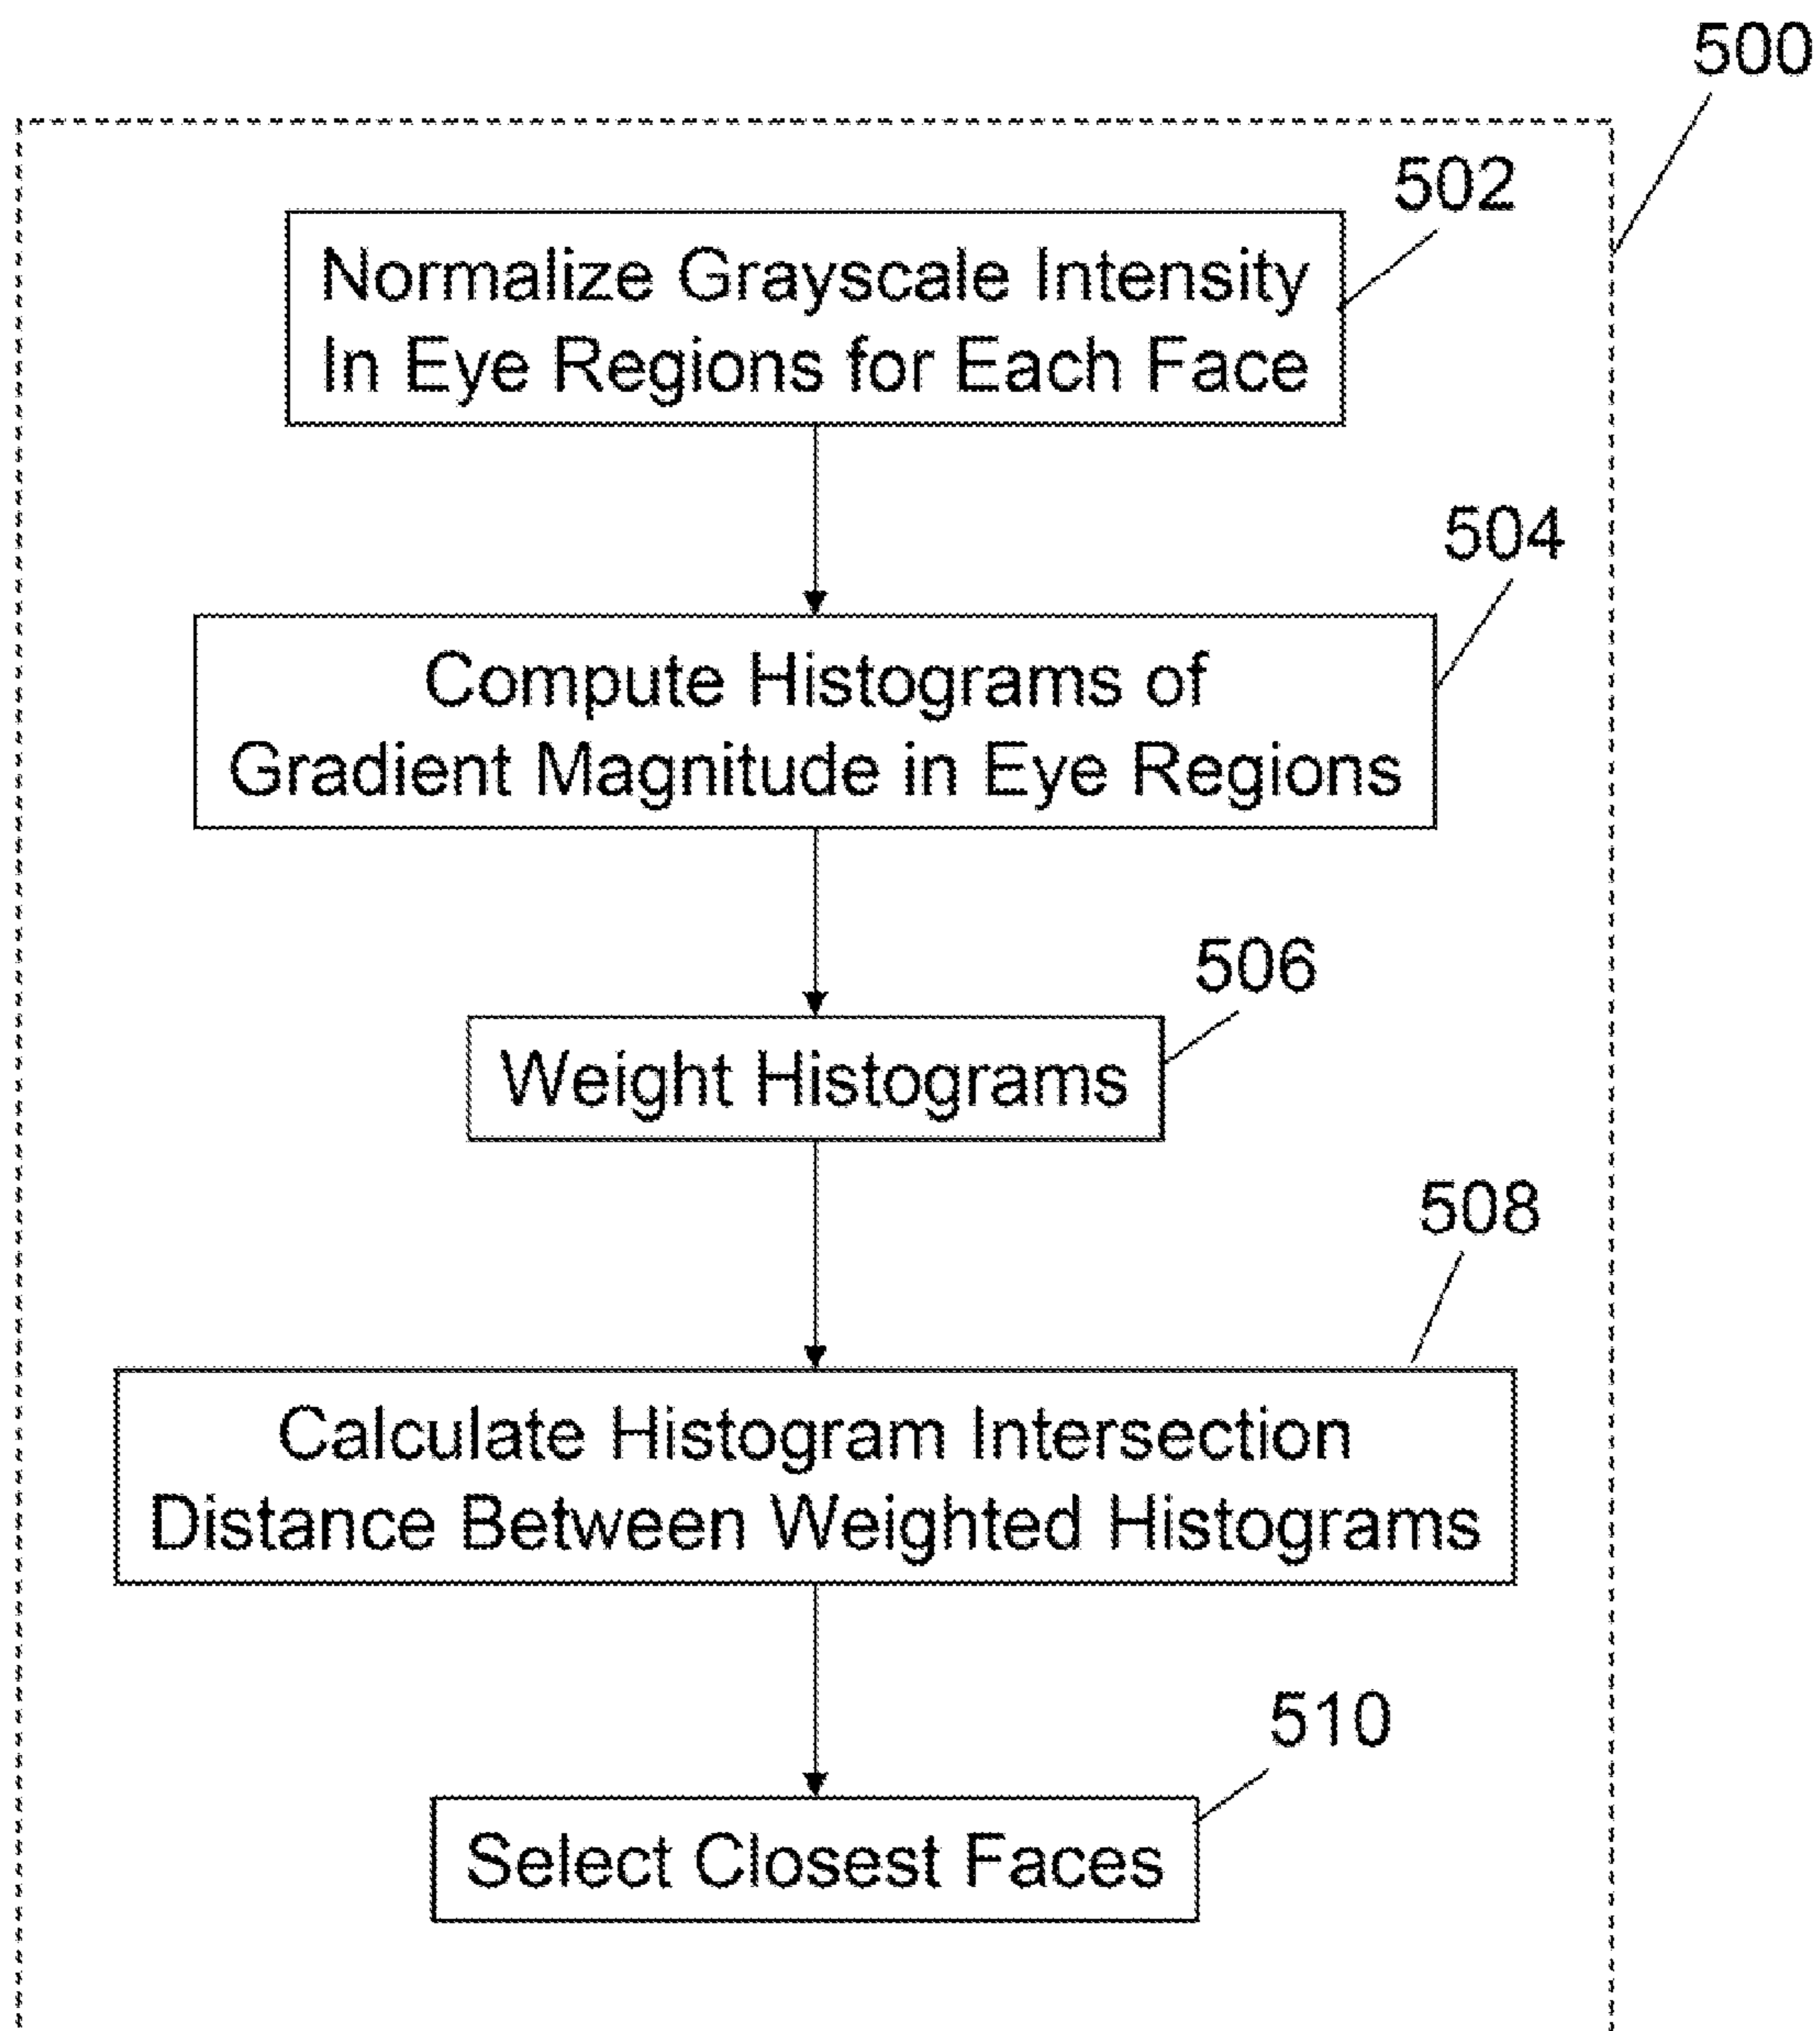 500
502
Normalize Grayscale Intensity
In Eye Regions for Each Face
504
Compute Histograms of
Gradient Magnitude in Eye Regions
506
Weight Histograms
508
Calculate Histogram Intersection
Distance Between Weighted Histograms
510
Select Closest Faces